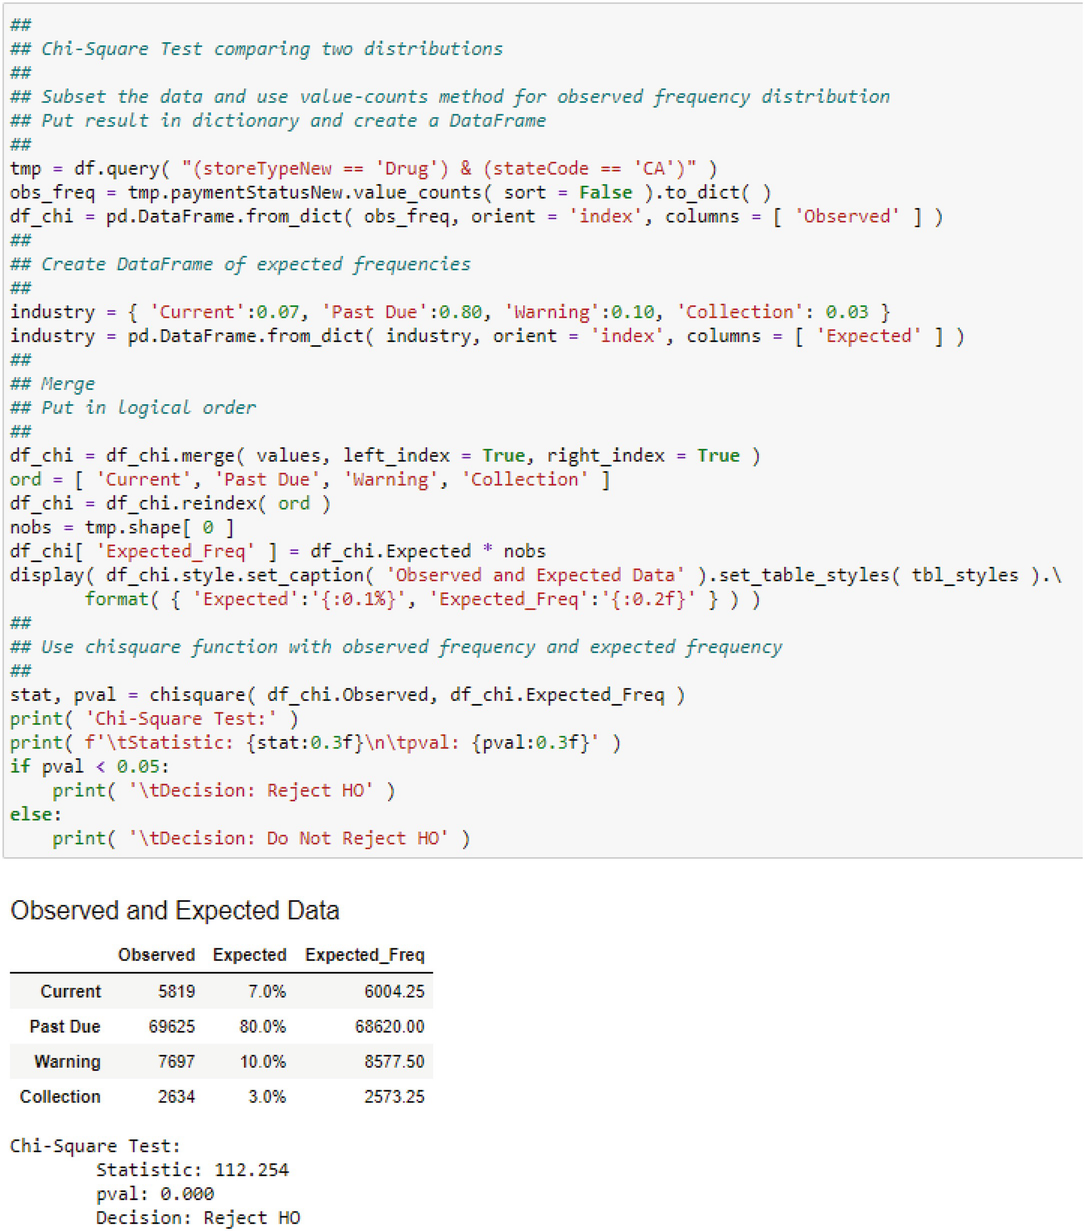 ##
## Chi-Square Test comparing two distributions
##
## Subset the data and use value-counts method for observed frequency distribution
## Put result in dictionary and create a DataFrame
##
tmp = df.query( "(storeTypeNew == 'Drug') & (stateCode == 'CA')" )
obs_freq = tmp.paymentStatusNew.value_counts( sort = False ).to_dict( )
df_chi = pd.DataFrame.from_dict( obs_freq, orient = 'index', columns = [ 'Observed' ] )
##
## Create DataFrame of expected frequencies
##
industry = { 'Current':0.07, 'Past Due':0.80, 'Warning':0.10, 'Collection': 0.03 }
industry = pd.DataFrame.from_dict( industry, orient = 'index', columns = [ 'Expected' ] )
##
## Merge
## Put in logical order
##
df_chi = df_chi.merge( values, left_index = True, right_index = True )
ord = [ 'Current', 'Past Due', 'Warning', 'Collection' ]
df_chi = df_chi.reindex( ord )
nobs = tmp.shape[ 0 ]
df_chi[ 'Expected_Freq' ] = df_chi.Expected * nobs
display( df_chi.style.set_caption( 'Observed and Expected Data' ).set_table_styles( tbl_styles ).\
       format( { 'Expected':'{:0.1%}', 'Expected_Freq':'{:0.2f}' } ) )
##
## Use chisquare function with observed frequency and expected frequency
##
stat, pval = chisquare( df_chi.Observed, df_chi.Expected_Freq )
print( 'Chi-Square Test:' )
print( f'\tStatistic: {stat:0.3f}\n\tpval: {pval:0.3f}' )
if pval < 0.05:
    print( '\tDecision: Reject HO' )
else:
    print( '\tDecision: Do Not Reject HO' )
Observed and Expected Data
Observed Expected Expected_Freq
Current 5819 7.0% 6004.25
Past Due 69625 80.0% 68620.00
Warning 7697 10.0% 8577.50
Collection 2634 3.0% 2573.25
Chi-Square Test:
        Statistic: 112.254
        pval: 0.000
        Decision: Reject HO